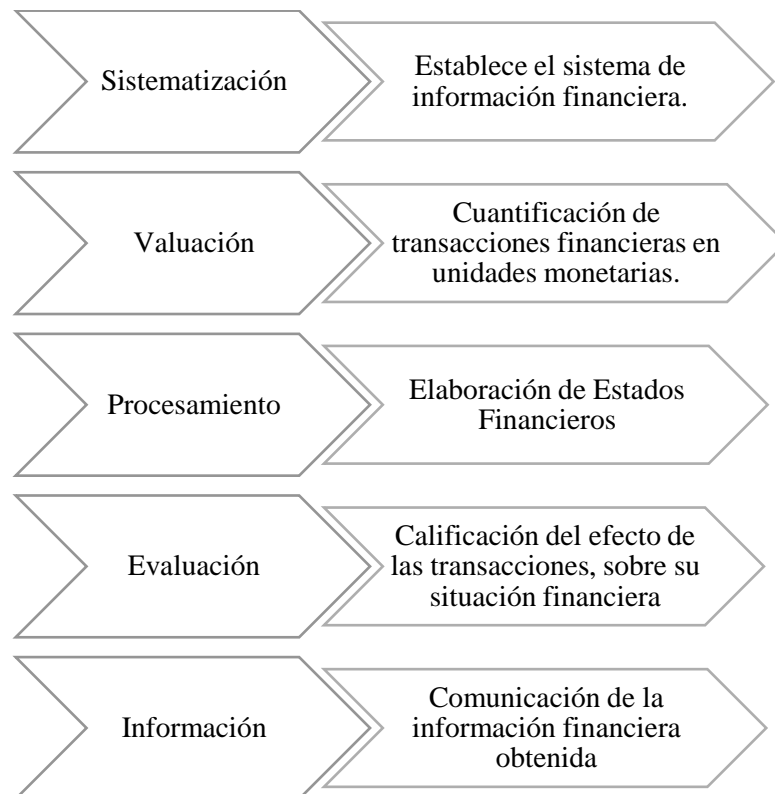 Sistematización
Establece el sistema de
información financiera.
Valuación
Cuantificación de
transacciones financieras en
unidades monetarias.
Procesamiento
Elaboración de Estados
Financieros
Evaluación
Calificación del efecto de
las transacciones, sobre su
situación financiera
Información
Comunicación de la
información financiera
obtenida